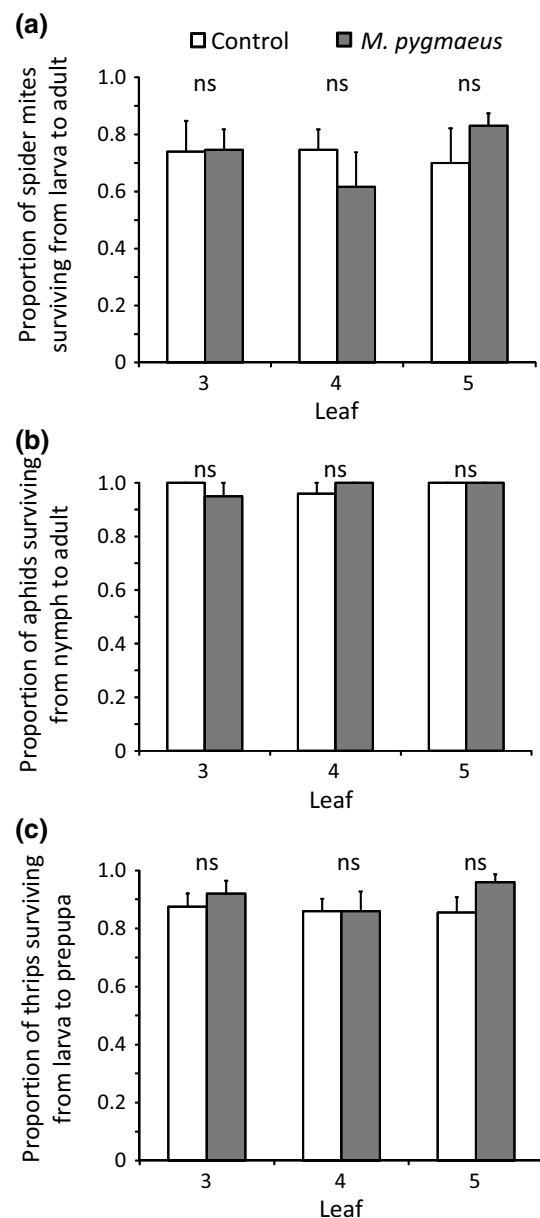 (a)
Control M. pygmaeus
Proportion of spider mites
surviving from larva to adult
1.0
0.8
0.6
0.4
0.2
0
ns ns ns
3 4 5
Leaf
(b)
Proportion of aphids surviving
from nymph to adult
1.0
0.8
0.6
0.4
0.2
0
ns ns ns
3 4 5
Leaf
(c)
Proportion of thrips surviving
from larva to prepupa
1.0
0.8
0.6
0.4
0.2
0
ns ns ns
3 4 5
Leaf